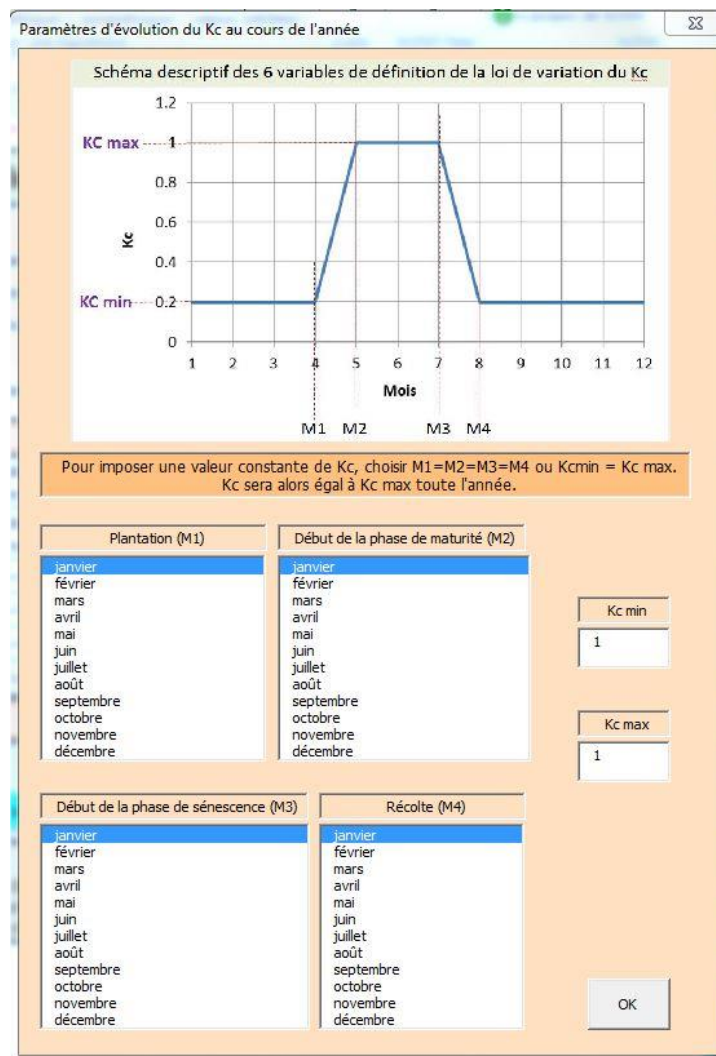 Paramètres d'évolution du Kc au cours de l'année
Schéma descriptif des 6 variables de définition de la loi de variation du Kc
1.2
KC max
1
0.8
0.6
Kc
0.4
KC min
0.2
0
1 2 3 4 5 6 7 8 9 10 11 12
Mois
M1 M2 M3 M4
Pour imposer une valeur constante de Kc, choisir M1=M2=M3=M4 ou Kcmin = Kc max.
Kc sera alors égal à Kc max toute l'année.
Plantation (M1)
janvier
février
mars
avril
mai
juin
juillet
août
septembre
octobre
novembre
décembre
Début de la phase de maturité (M2)
janvier
février
mars
avril
mai
juin
juillet
août
septembre
octobre
novembre
décembre
Kc min
1
Kc max
1
Début de la phase de sénescence (M3)
janvier
février
mars
avril
mai
juin
juillet
août
septembre
octobre
novembre
décembre
Récolte (M4)
janvier
février
mars
avril
mai
juin
juillet
août
septembre
octobre
novembre
décembre
OK